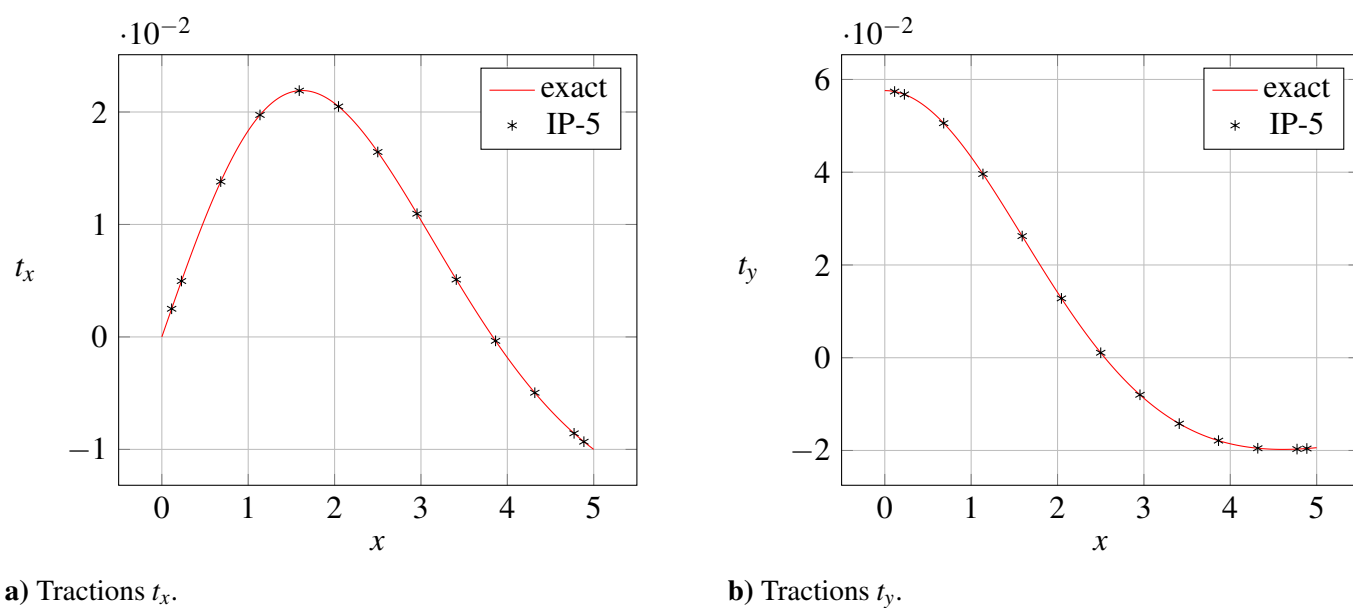 ·10⁻²
exact
IP-5
2
1
0
−1
t_x
0 1 2 3 4 5
x
a) Tractions t_x.
·10⁻²
exact
IP-5
6
4
2
0
−2
t_y
0 1 2 3 4 5
x
b) Tractions t_y.